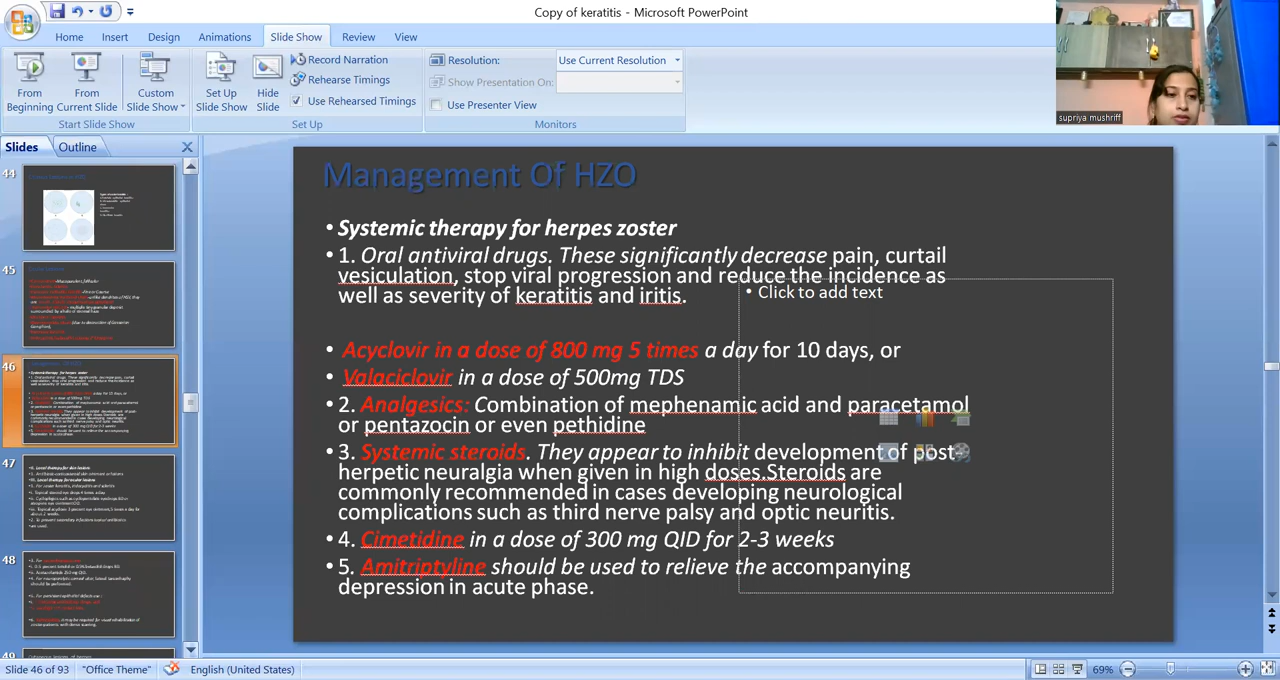 Copy of keratitis - Microsoft PowerPoint
Home Insert Design Animations Slide Show Review View
From Beginning
From Current Slide
Custom Slide Show
Start Slide Show
Set Up Slide Show
Hide Slide
Record Narration
Rehearse Timings
Use Rehearsed Timings
Set Up
Resolution: Use Current Resolution
Show Presentation On:
Use Presenter View
Monitors
supriya mushriff
Slides Outline
44
45
46
47
48
49
Management Of HZO
• Systemic therapy for herpes zoster
• 1. Oral antiviral drugs. These significantly decrease pain, curtail
vesiculation, stop viral progression and reduce the incidence as
well as severity of keratitis and iritis.
• Click to add text
• Acyclovir in a dose of 800 mg 5 times a day for 10 days, or
• Valaciclovir in a dose of 500mg TDS
• 2. Analgesics: Combination of mephenamic acid and paracetamol
or pentazocin or even pethidine
• 3. Systemic steroids. They appear to inhibit development of post-
herpetic neuralgia when given in high doses.Steroids are
commonly recommended in cases developing neurological
complications such as third nerve palsy and optic neuritis.
• 4. Cimetidine in a dose of 300 mg QID for 2-3 weeks
• 5. Amitriptyline should be used to relieve the accompanying
depression in acute phase.
Slide 46 of 93 "Office Theme" English (United States) 69%